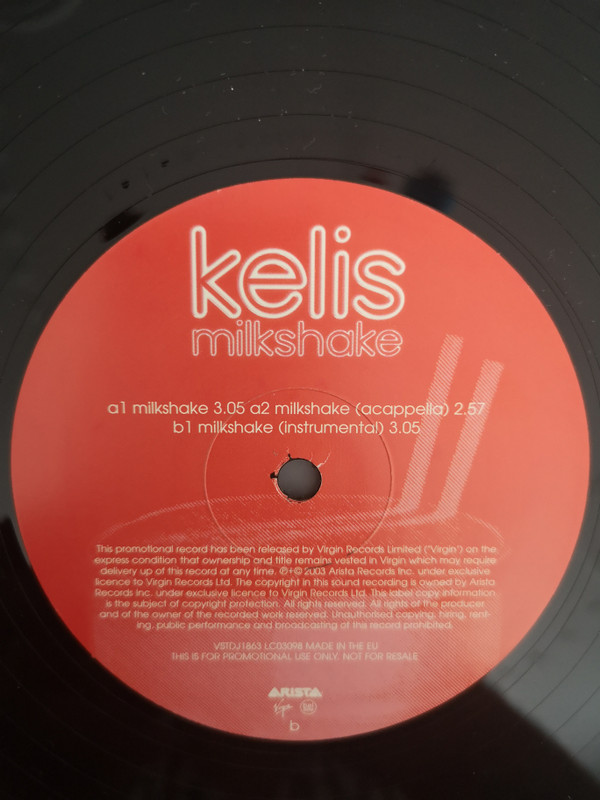 kelis
milkshake
a1 milkshake 3.05 a2 milkshake (acappella) 2.57
b1 milkshake (instrumental) 3.05
This promotional record has been released by Virgin Records Limited ("Virgin") on the
express condition that ownership and title remains vested in Virgin which may require
delivery up of this record at any time. ℗+© 2003 Arista Records Inc. under exclusive
licence to Virgin Records Ltd. The copyright in this sound recording is owned by Arista
Records Inc. under exclusive licence to Virgin Records Ltd. This label copy information
is the subject of copyright protection. All rights reserved. All rights of the producer
and of the owner of the recorded work reserved. Unauthorised copying, hiring, rent-
ing, public performance and broadcasting of this record prohibited.
VSTDJ1863 LC03098 MADE IN THE EU
THIS IS FOR PROMOTIONAL USE ONLY. NOT FOR RESALE
ARISTA
Virgin
b